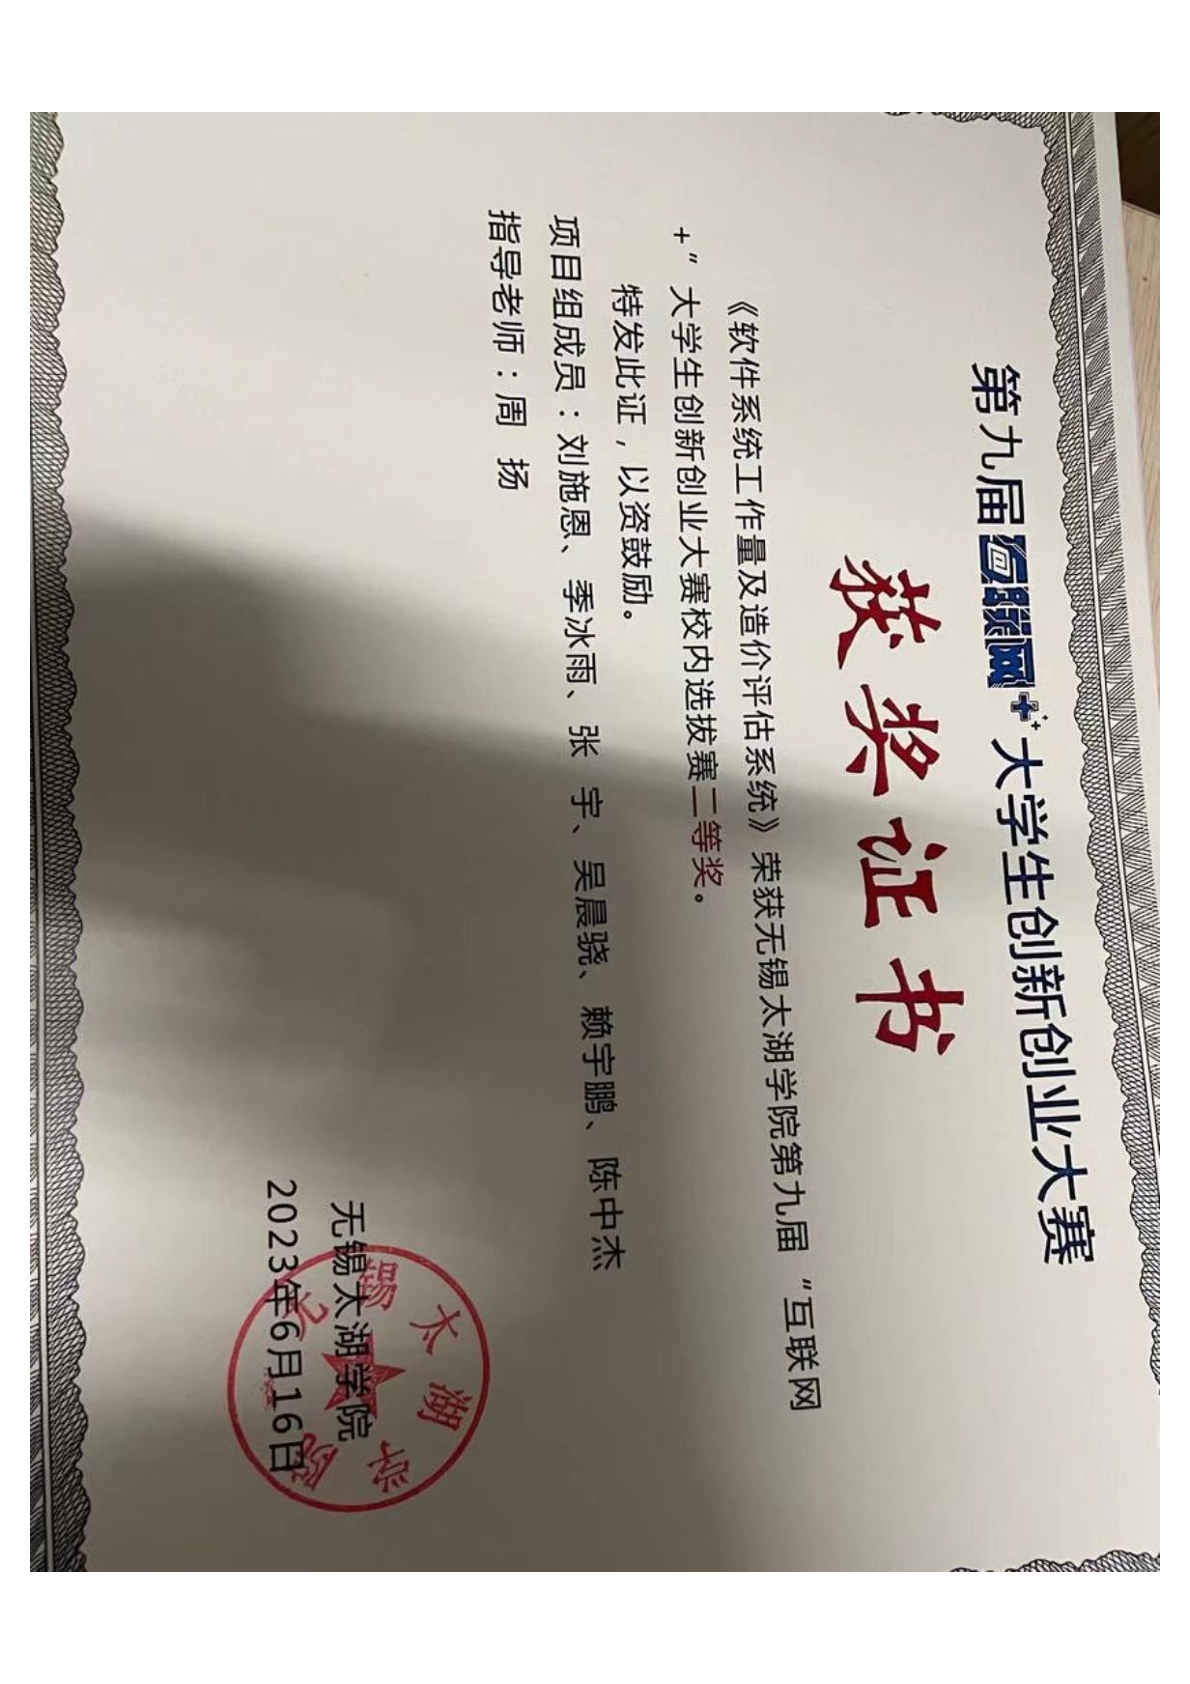 第九届互联网+大学生创新创业大赛
获奖证书
《软件系统工作量及造价评估系统》荣获无锡太湖学院第九届“互联网
+”大学生创新创业大赛校内选拔赛二等奖。
特发此证，以资鼓励。
项目组成员：刘施恩、季冰雨、张 宇、吴晨骁、赖宇鹏、陈中杰
指导老师：周 扬
无锡太湖学院
2023年6月16日
无锡太湖学院